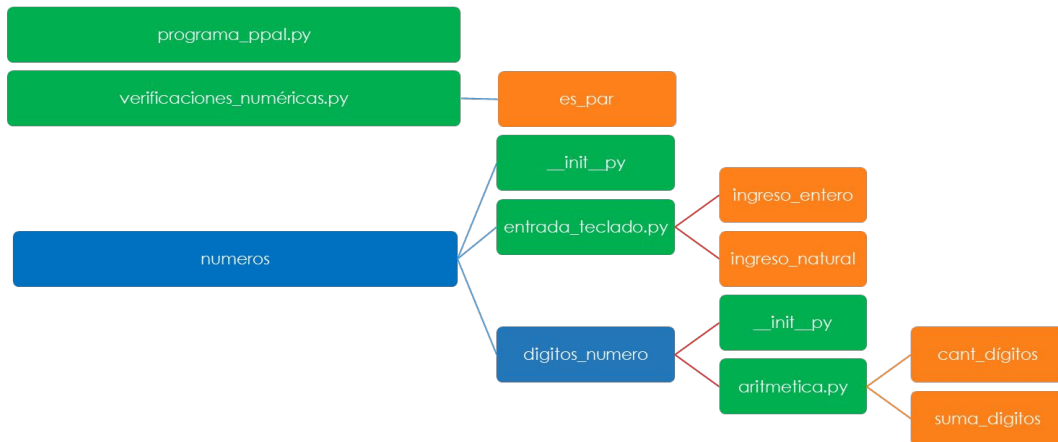 programa_ppal.py
verificaciones_numéricas.py
es_par
__init__py
ingreso_entero
entrada_teclado.py
numeros
ingreso_natural
__init__py
digitos_numero
cant_dígitos
aritmetica.py
suma_digitos